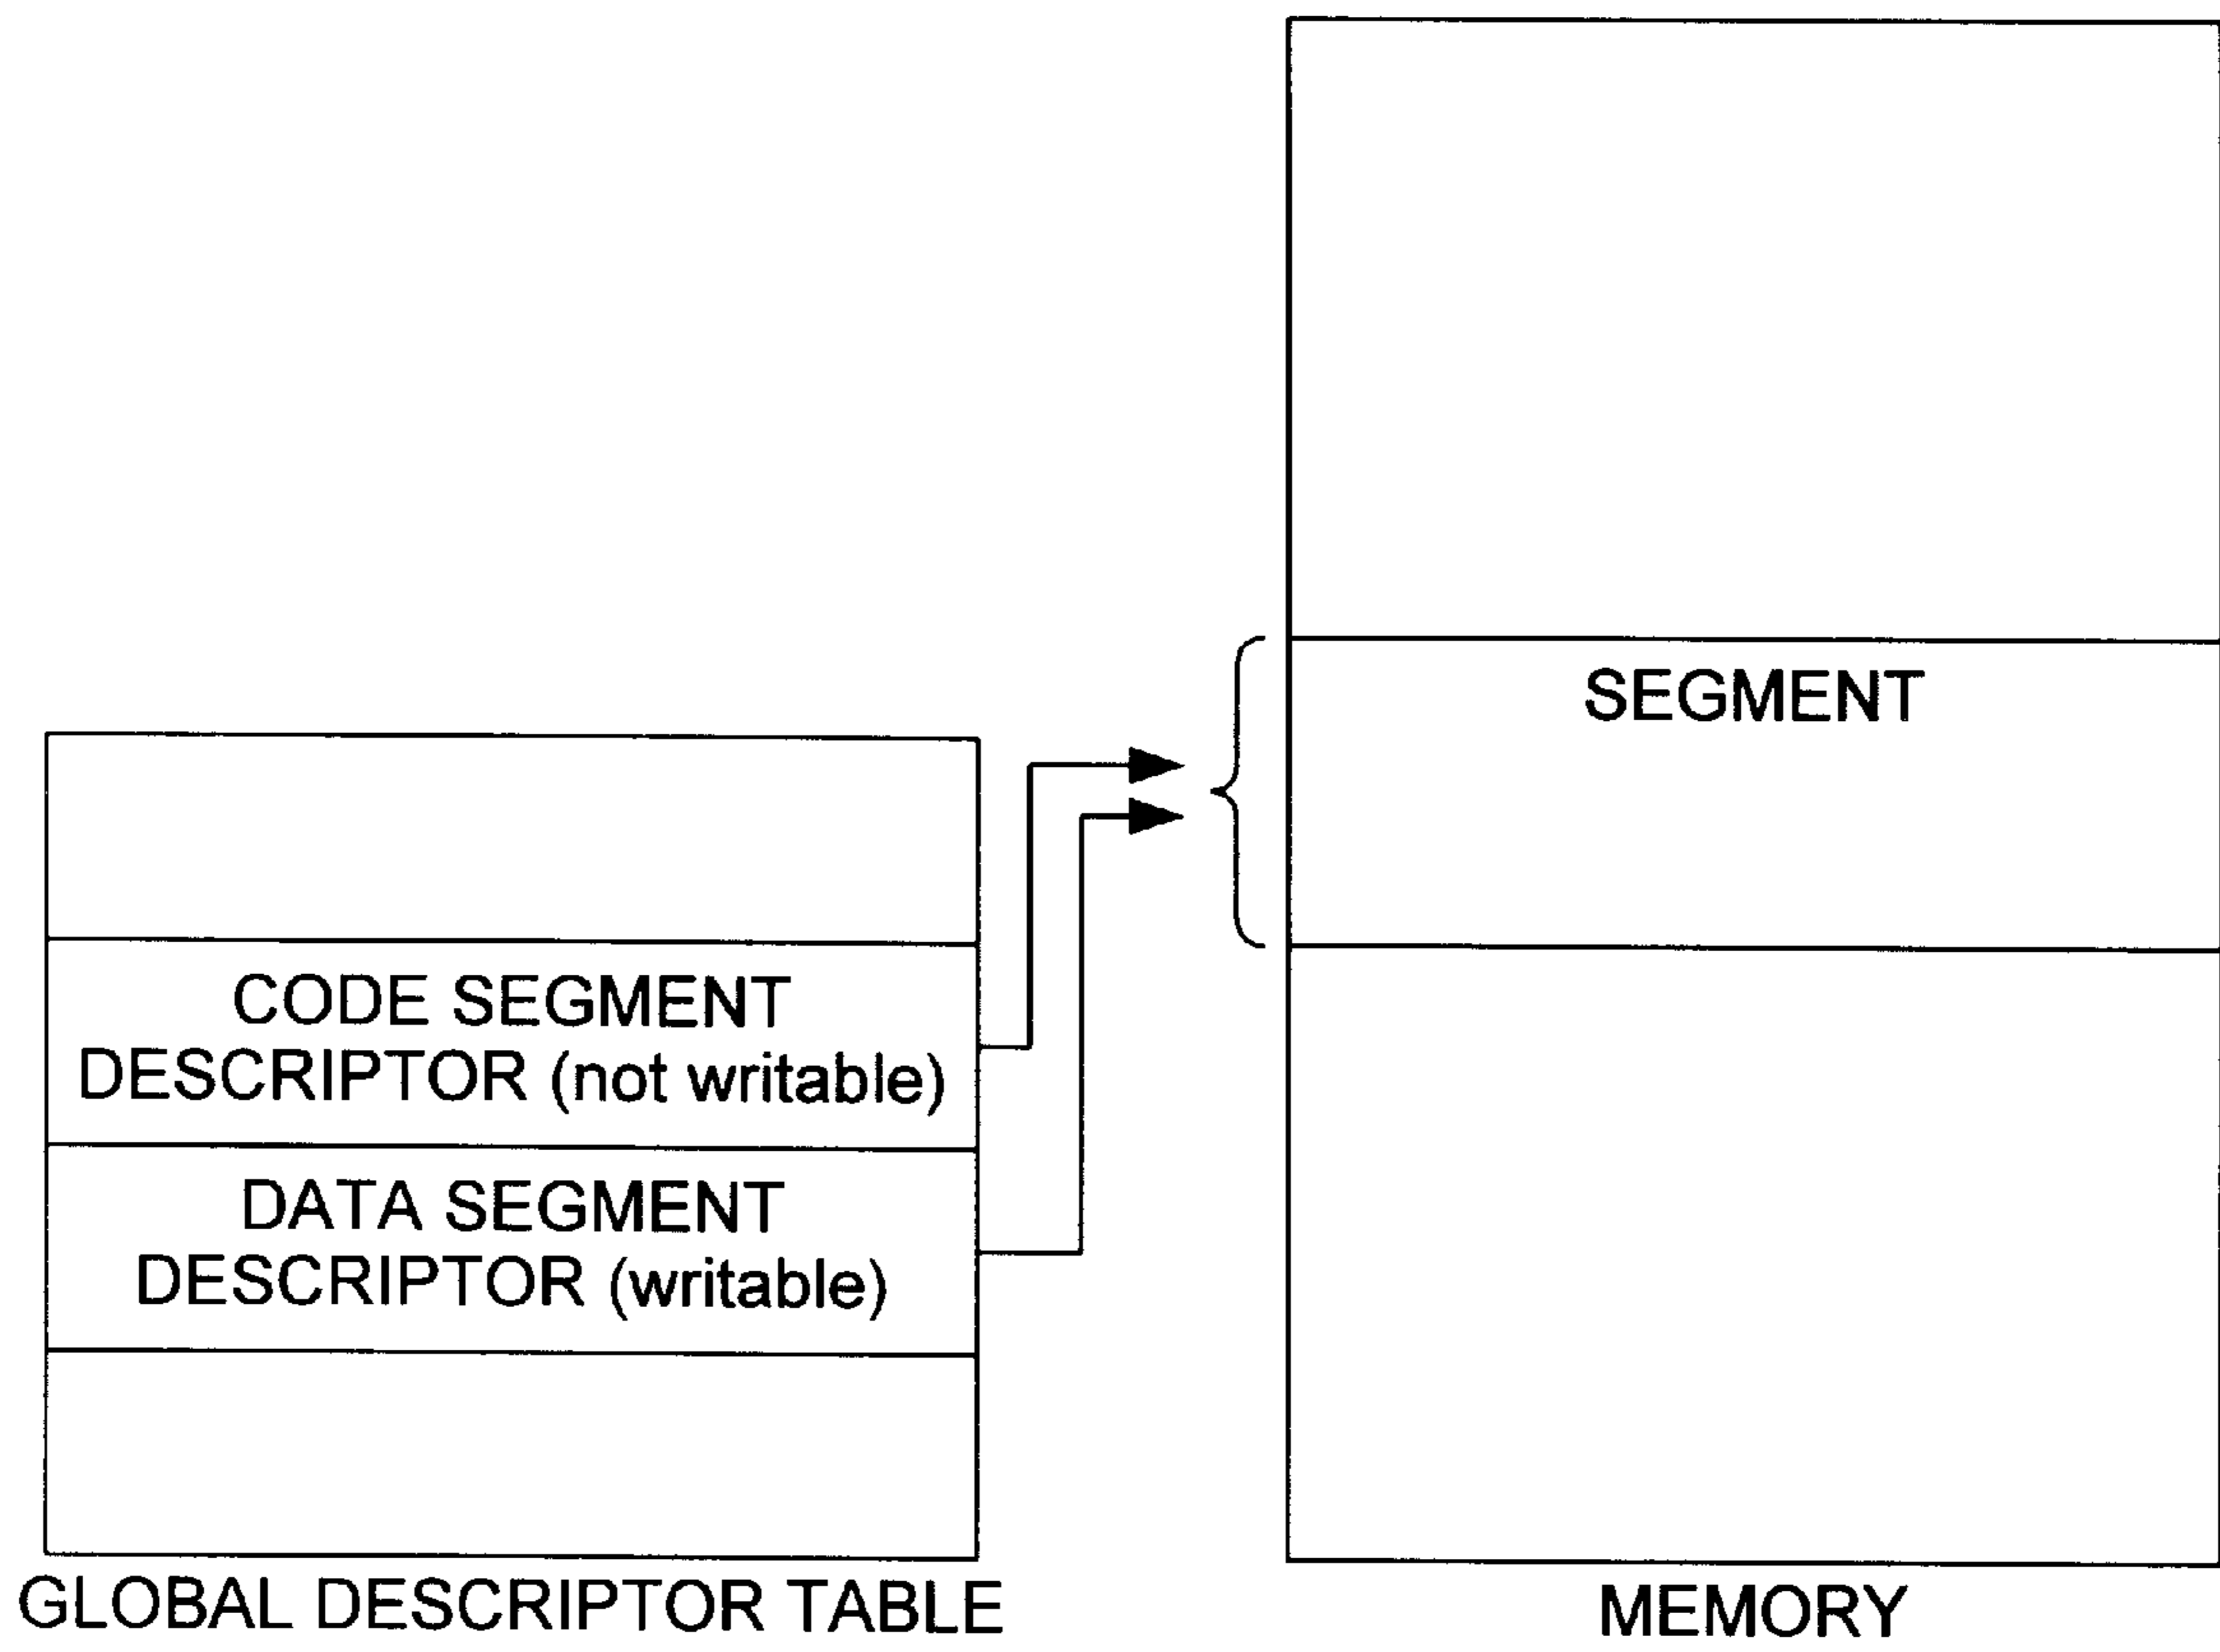 SEGMENT
CODE SEGMENT
DESCRIPTOR (not writable)
DATA SEGMENT
DESCRIPTOR (writable)
GLOBAL DESCRIPTOR TABLE
MEMORY